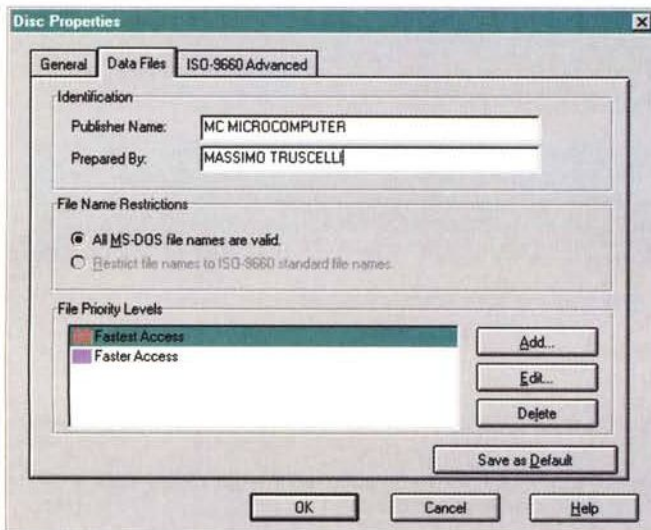 Disc Properties
General
Data Files
ISO-9660 Advanced
Identification
Publisher Name:
MC MICROCOMPUTER
Prepared By:
MASSIMO TRUSCELLI
File Name Restrictions
All MS-DOS file names are valid.
Restrict file names to ISO-9660 standard file names.
File Priority Levels
Fastest Access
Faster Access
Add...
Edit...
Delete
Save as Default
OK
Cancel
Help